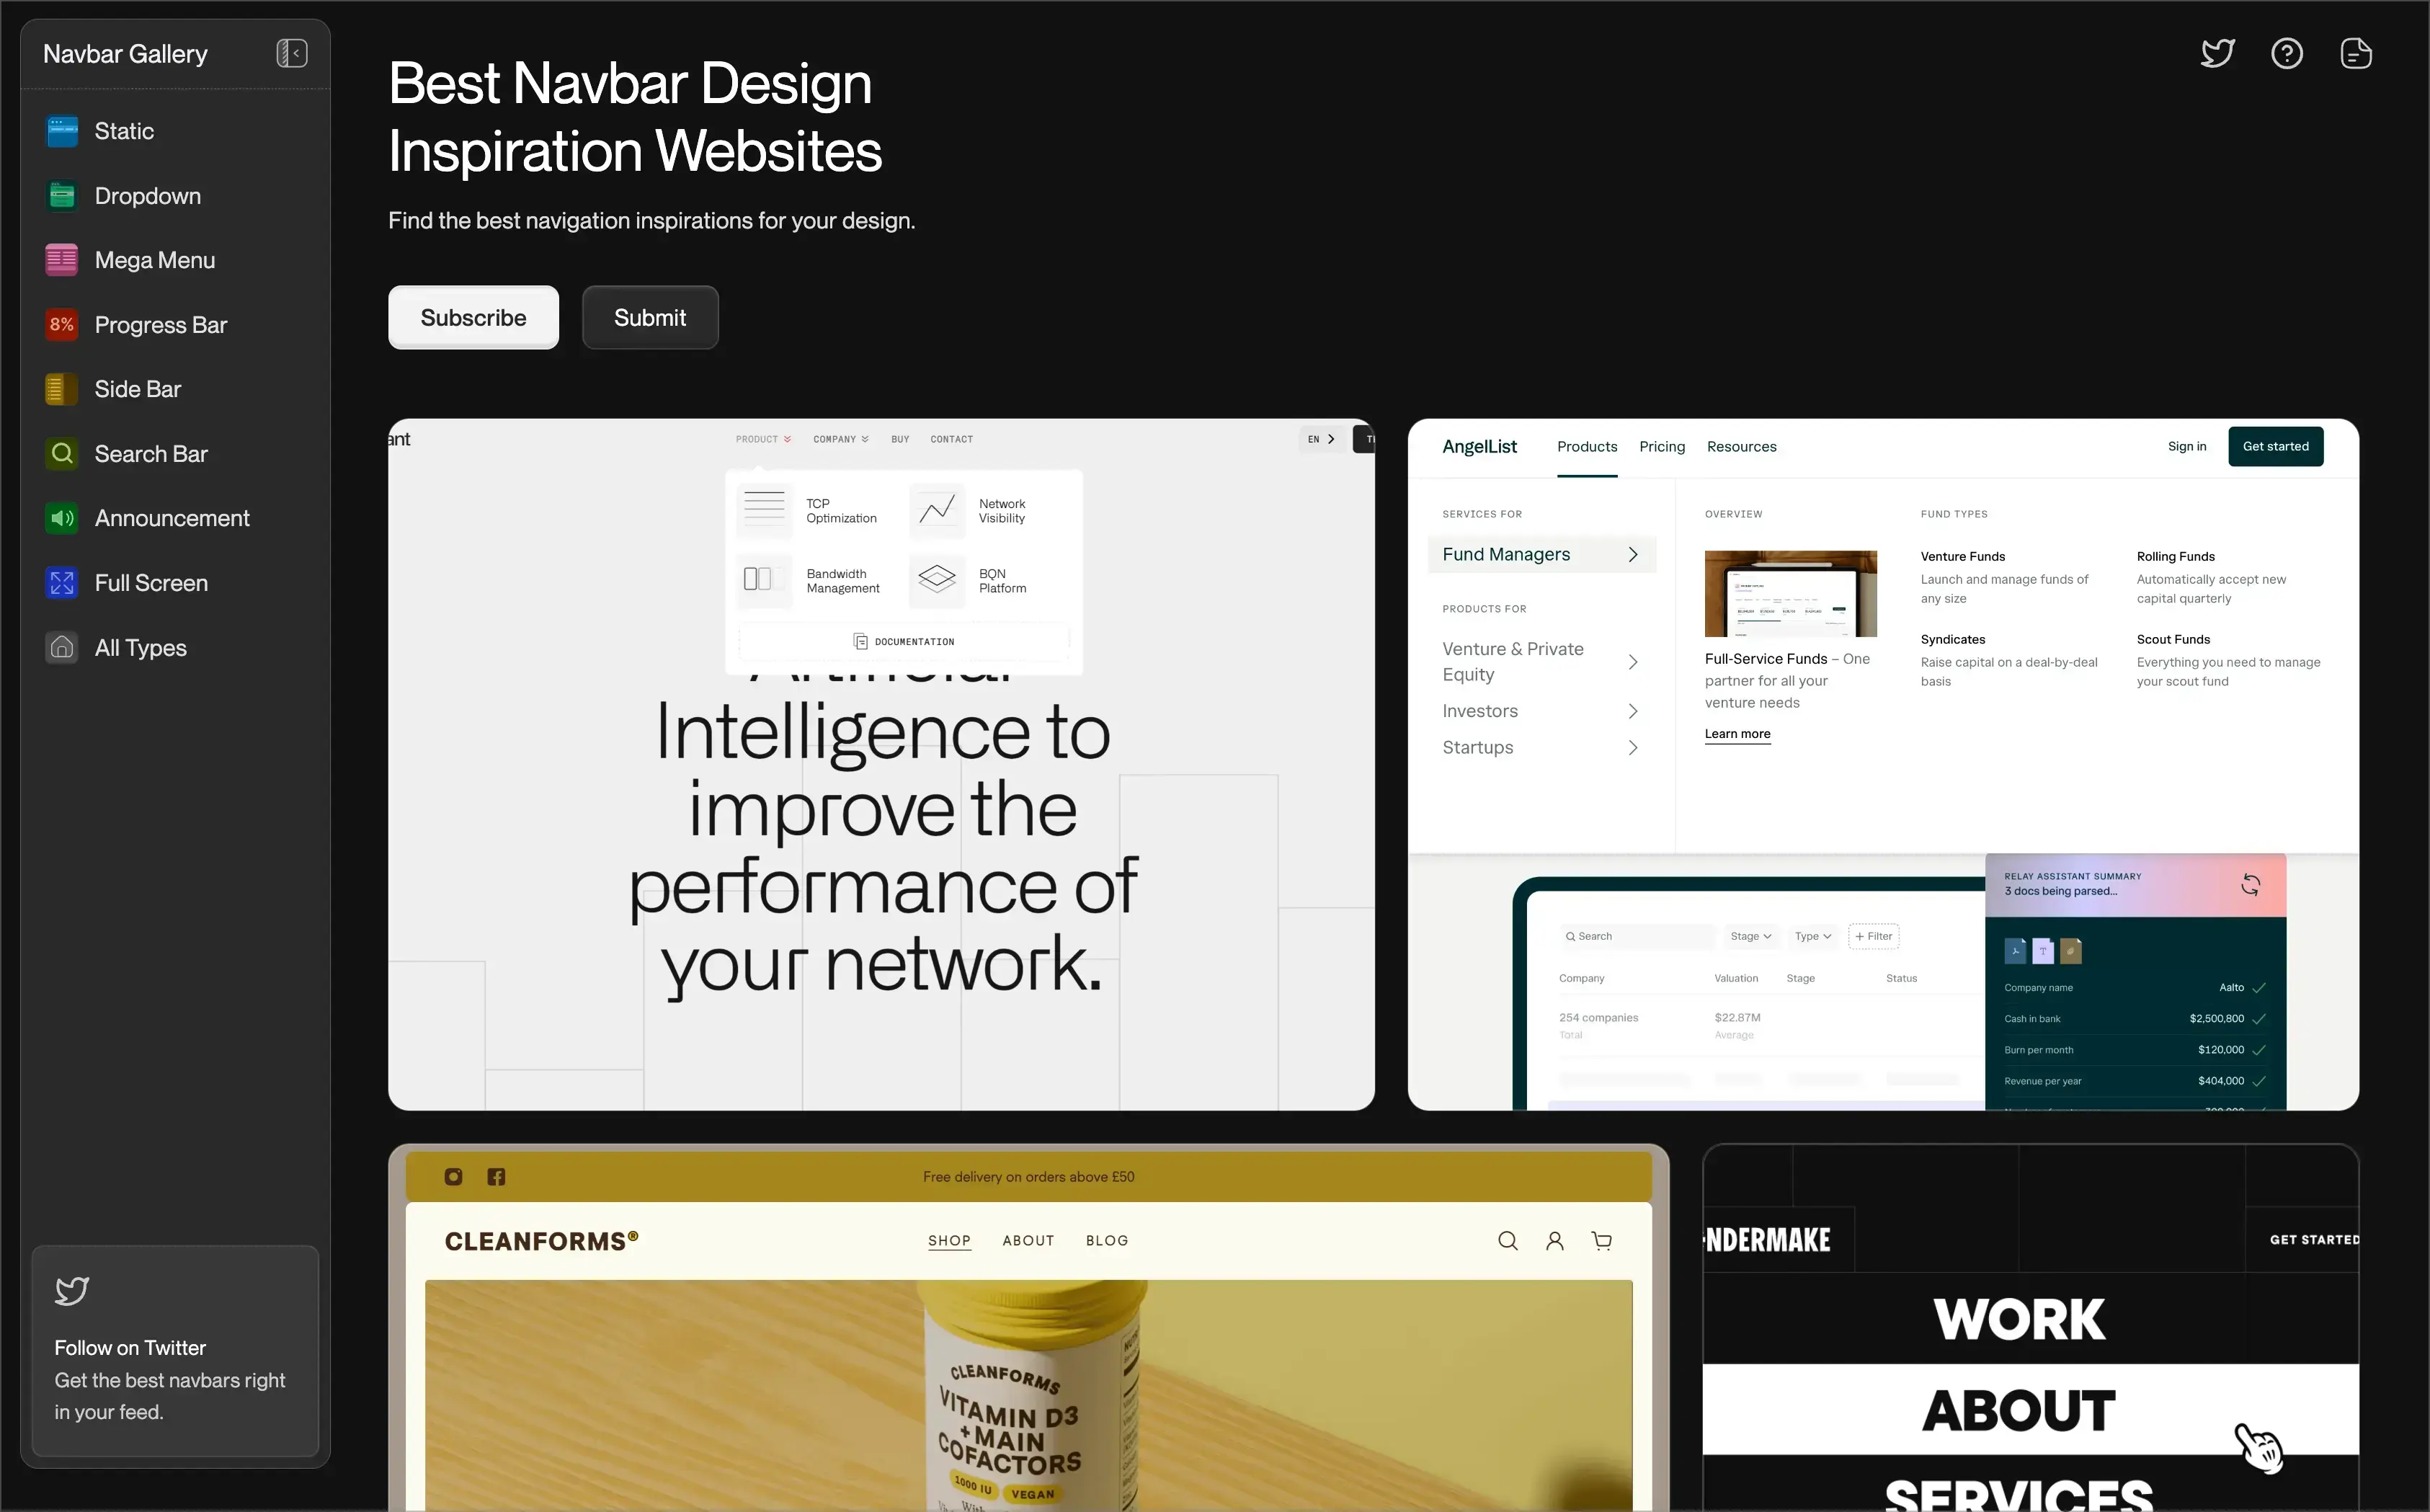 Navbar Gallery
Static
Dropdown
Mega Menu
8%
Progress Bar
Side Bar
Search Bar
Announcement
Full Screen
All Types
Follow on Twitter
Get the best navbars right
in your feed.
Best Navbar Design
Inspiration Websites
Find the best navigation inspirations for your design.
Subscribe
Submit
ant
PRODUCT
COMPANY
BUY
CONTACT
EN
TCP
Optimization
Network
Visibility
Bandwidth
Management
BQN
Platform
DOCUMENTATION
Artificial
Intelligence to
improve the
performance of
your network.
AngelList
Products
Pricing
Resources
Sign in
Get started
SERVICES FOR
Fund Managers
PRODUCTS FOR
Venture & Private
Equity
Investors
Startups
OVERVIEW
Full-Service Funds – One
partner for all your
venture needs
Learn more
FUND TYPES
Venture Funds
Launch and manage funds of
any size
Rolling Funds
Automatically accept new
capital quarterly
Syndicates
Raise capital on a deal-by-deal
basis
Scout Funds
Everything you need to manage
your scout fund
Search
Stage
Type
+ Filter
Company
Valuation
Stage
Status
254 companies
Total
$22.87M
Average
RELAY ASSISTANT SUMMARY
3 docs being parsed...
Company name
Aalto
Cash in bank
$2,500,800
Burn per month
$120,000
Revenue per year
$404,000
Free delivery on orders above £50
CLEANFORMS®
SHOP
ABOUT
BLOG
CLEANFORMS
VITAMIN D3
+MAIN
COFACTORS
1000 IU
VEGAN
With
NDERMAKE
GET STARTED
WORK
ABOUT
SERVICES